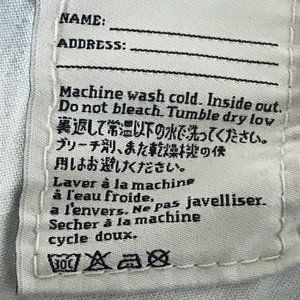 NAME:
ADDRESS:
Machine wash cold. Inside out.
Do not bleach. Tumble dry low
裏返して常温以下の水で洗ってください。
ブリーチ剤、また乾燥機の使
用はお避けください。
Laver à la machine
à l'eau froide,
a l'envers. Ne pas javelliser.
Secher à la machine
cycle doux.
30C